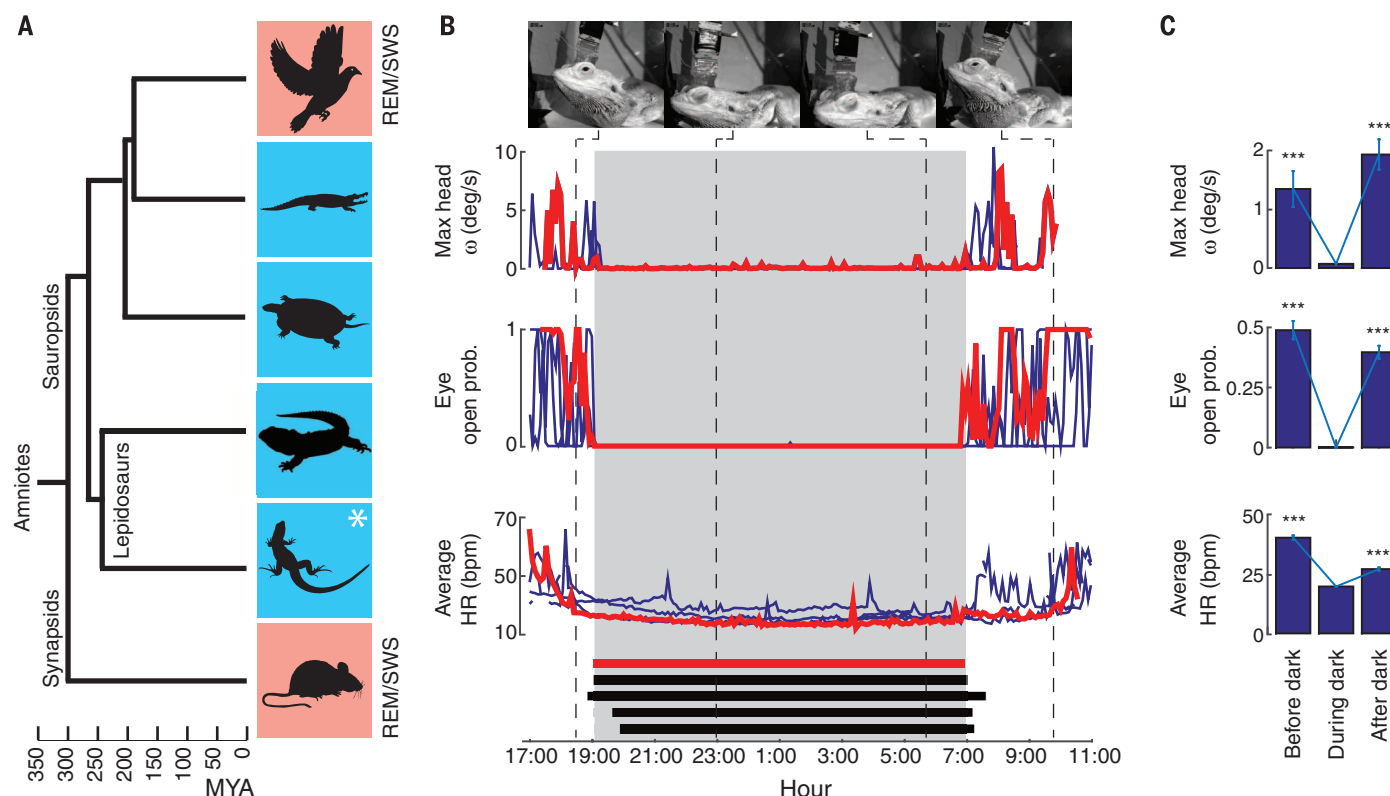 A
REM/SWS
Sauropsids
Amniotes
Lepidosaurs
*
Synapsids
REM/SWS
350
300
250
200
150
100
50
0
MYA
B
Max head
ω (deg/s)
10
5
0
Eye
open prob.
1
0
Average
HR (bpm)
70
50
10
17:00 19:00 21:00 23:00 1:00 3:00 5:00 7:00 9:00 11:00
Hour
C
Max head
ω (deg/s)
2
1
0
***
***
Eye
open prob.
0.5
0.25
0
***
***
Average
HR (bpm)
50
25
0
***
***
Before dark
During dark
After dark